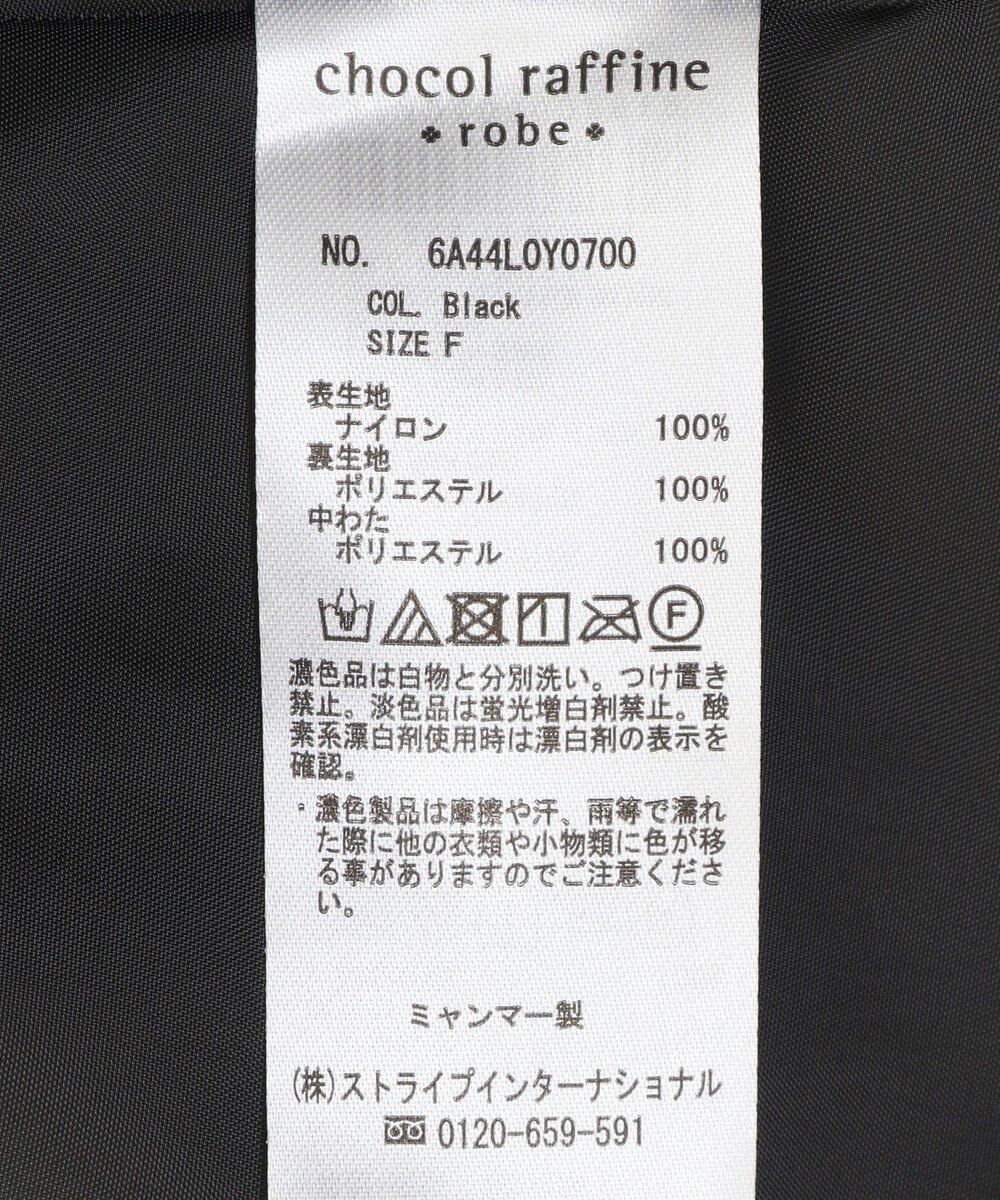 chocol raffine
robe
NO. 6A44L0Y0700
COL. Black
SIZE F
表生地
ナイロン 100%
裏生地
ポリエステル 100%
中わた
ポリエステル 100%
F
濃色品は白物と分別洗い。つけ置き
禁止。淡色品は蛍光増白剤禁止。酸
素系漂白剤使用時は漂白剤の表示を
確認。
・濃色製品は摩擦や汗、雨等で濡れ
た際に他の衣類や小物類に色が移
る事がありますのでご注意くださ
い。
ミャンマー製
(株)ストライプインターナショナル
0120-659-591